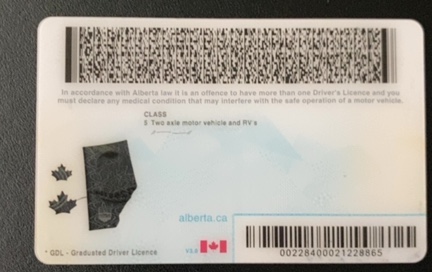 In accordance with Alberta law it is an offence to have more than one Driver's Licence and you
must declare any medical condition that may interfere with the safe operation of a motor vehicle.
CLASS
5 Two axle motor vehicle and RV's
alberta.ca
* GDL - Graduated Driver Licence
00228400021228865